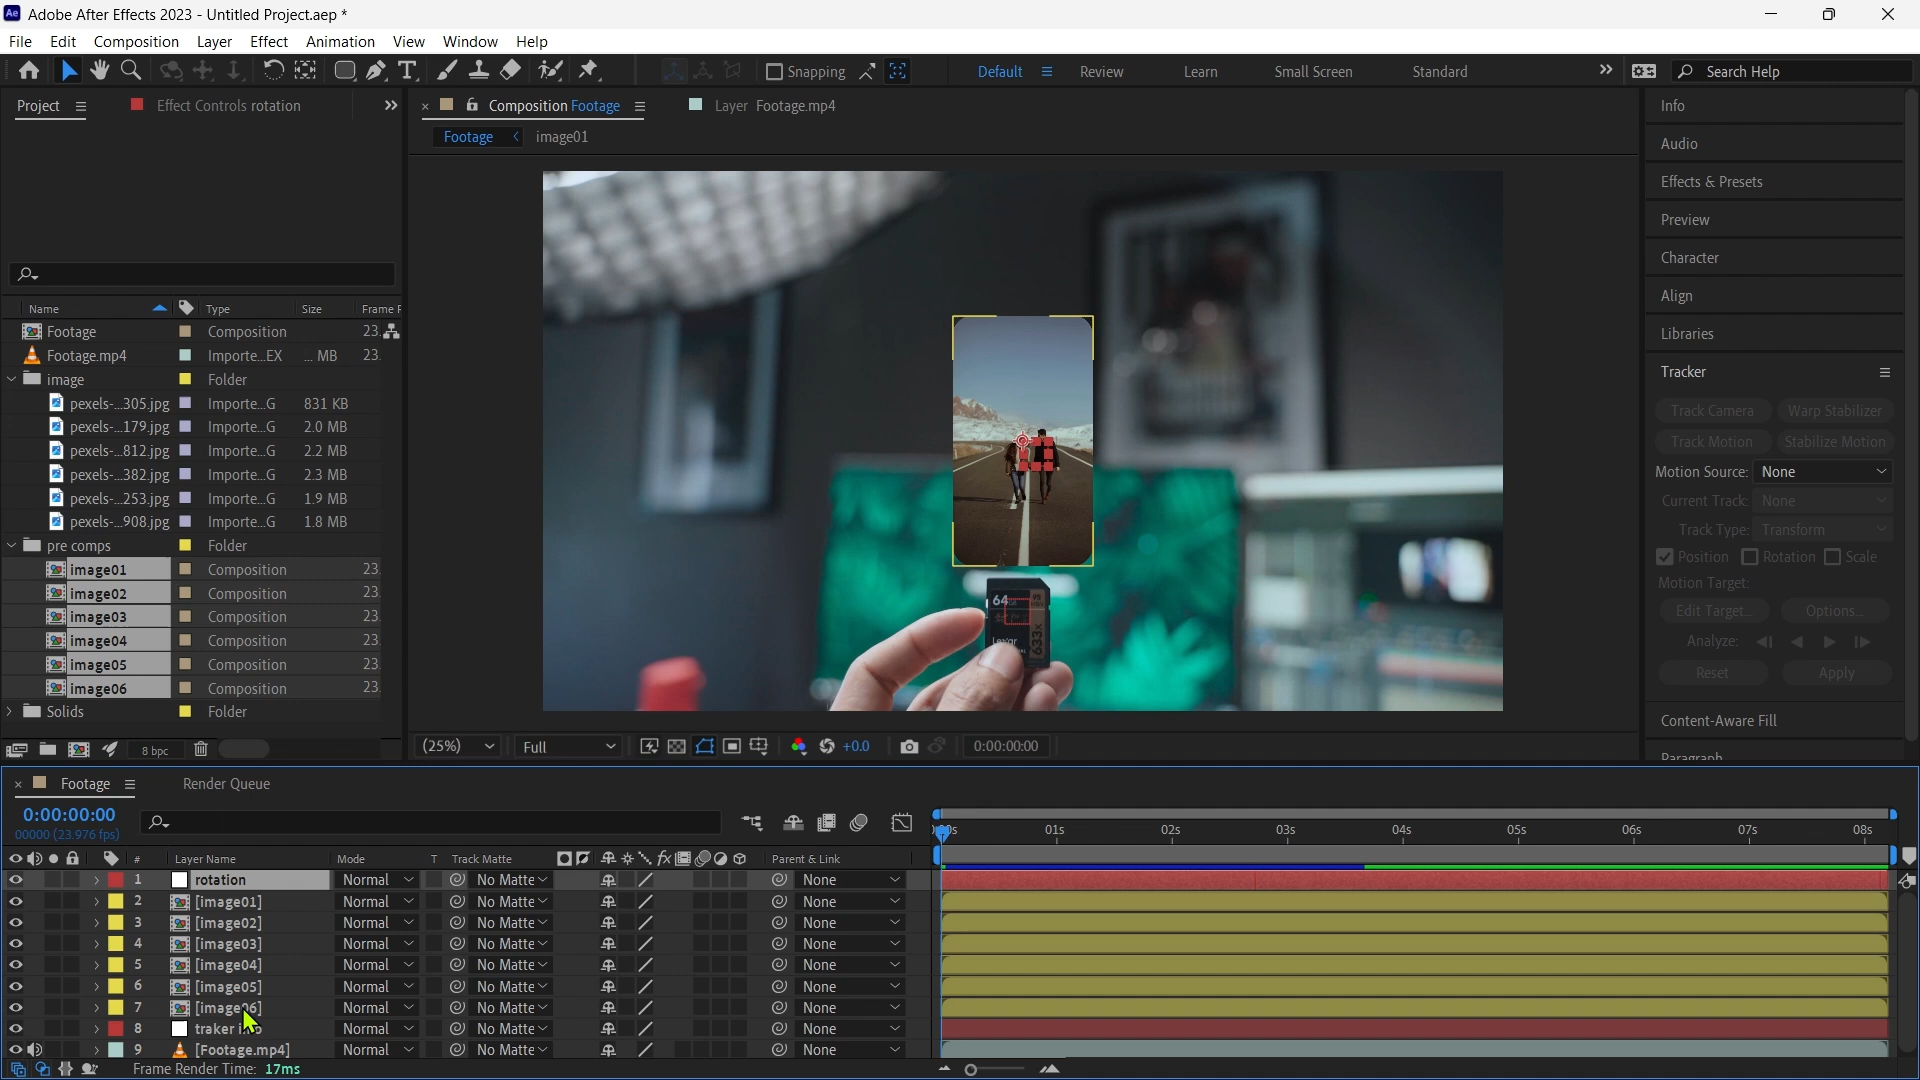 Adobe After Effects 2023 - Untitled Project.aep *
File Edit Composition Layer Effect Animation View Window Help
Snapping Default Review Learn Small Screen Standard Search Help
Project Effect Controls rotation Composition Footage Layer Footage.mp4 Info
Footage image01
Audio
Effects & Presets
Preview
Character
Align
Libraries
Tracker
Track Camera Warp Stabilizer
Track Motion Stabilize Motion
Motion Source: None
Current Track: None
Track Type: Transform
Position Rotation Scale
Motion Target:
Edit Target... Options...
Analyze:
Reset Apply
Content-Aware Fill
Paragraph
Name Type Size Frame R
Footage Composition 23.
Footage.mp4 Importe...EX ... MB 23.
image Folder
pexels-...305.jpg Importe...G 831 KB
pexels-...179.jpg Importe...G 2.0 MB
pexels-...812.jpg Importe...G 2.2 MB
pexels-...382.jpg Importe...G 2.3 MB
pexels-...253.jpg Importe...G 1.9 MB
pexels-...908.jpg Importe...G 1.8 MB
pre comps Folder
image01 Composition 23.
image02 Composition 23.
image03 Composition 23.
image04 Composition 23.
image05 Composition 23.
image06 Composition 23.
Solids Folder
8 bpc
64
Lexar
633x
(25%) Full +0.0 0:00:00:00
Footage Render Queue
0:00:00:00
00000 (23.976 fps)
01s 02s 03s 04s 05s 06s 07s 08s
# Layer Name Mode T Track Matte Parent & Link
1 rotation Normal No Matte None
2 [image01] Normal No Matte None
3 [image02] Normal No Matte None
4 [image03] Normal No Matte None
5 [image04] Normal No Matte None
6 [image05] Normal No Matte None
7 [image06] Normal No Matte None
8 traker Normal No Matte None
9 [Footage.mp4] Normal No Matte None
Frame Render Time: 17ms